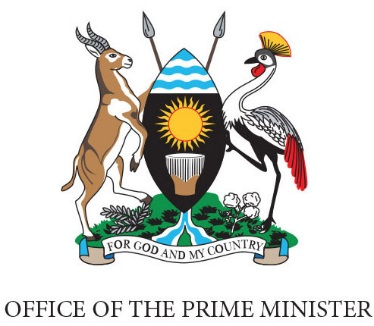 FOR GOD AND MY COUNTRY
OFFICE OF THE PRIME MINISTER